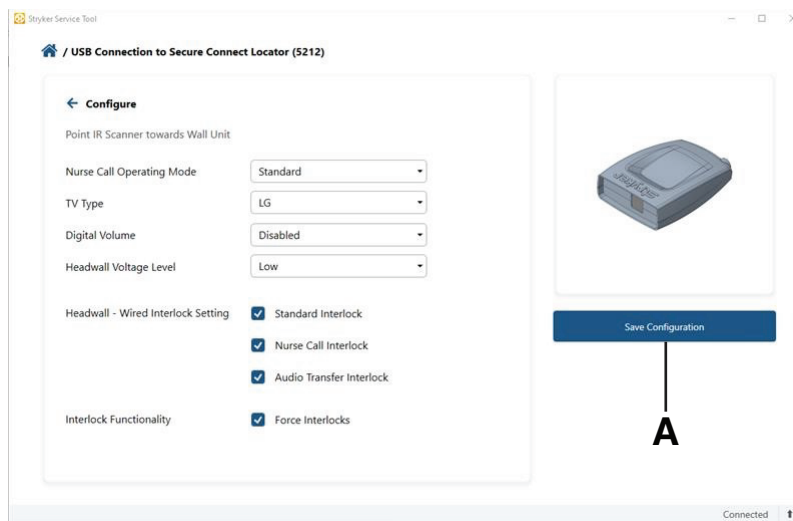 Stryker Service Tool
/ USB Connection to Secure Connect Locator (5212)
Configure
Point IR Scanner towards Wall Unit
Nurse Call Operating Mode Standard
TV Type LG
Digital Volume Disabled
Headwall Voltage Level Low
Headwall - Wired Interlock Setting Standard Interlock
Nurse Call Interlock
Audio Transfer Interlock
Interlock Functionality Force Interlocks
stryker
Save Configuration
A
Connected